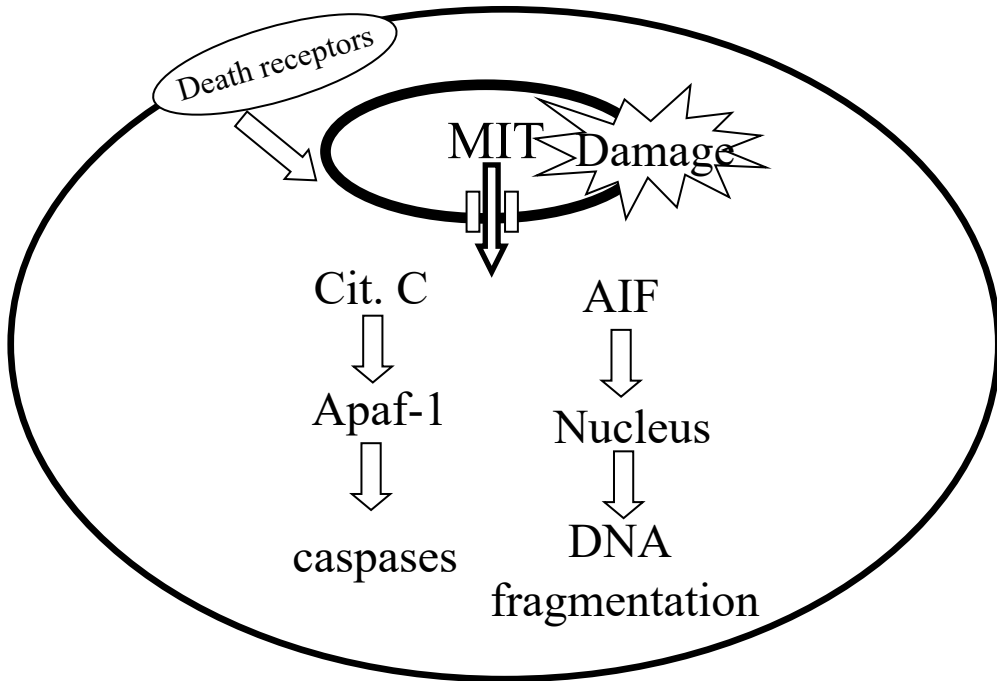 Death receptors
MIT
Damage
Cit. C
Apaf-1
caspases
AIF
Nucleus
DNA
fragmentation